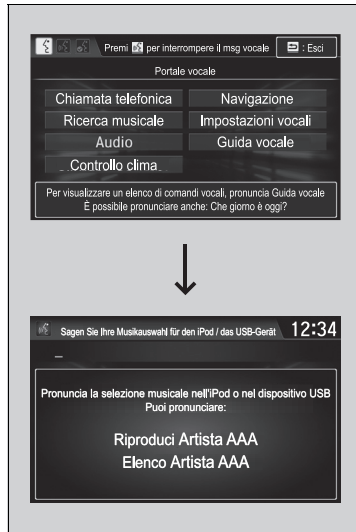 Premi per interrompere il msg vocale : Esci
Portale vocale
Chiamata telefonica Navigazione
Ricerca musicale Impostazioni vocali
Audio Guida vocale
Controllo clima
Per visualizzare un elenco di comandi vocali, pronuncia Guida vocale
È possibile pronunciare anche: Che giorno è oggi?
Sagen Sie Ihre Musikauswahl für den iPod / das USB-Gerät 12:34
Pronuncia la selezione musicale nell'iPod o nel dispositivo USB
Puoi pronunciare:
Riproduci Artista AAA
Elenco Artista AAA